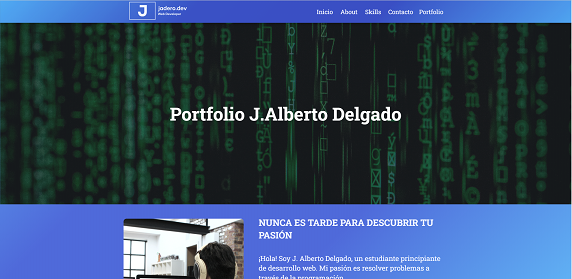 J
jadero.dev
Web Developer
Inicio About Skills Contacto Portfolio
Portfolio J.Alberto Delgado
NUNCA ES TARDE PARA DESCUBRIR TU
PASIÓN
¡Hola! Soy J. Alberto Delgado, un estudiante principiante
de desarrollo web. Mi pasión es resolver problemas a
través de la programación.